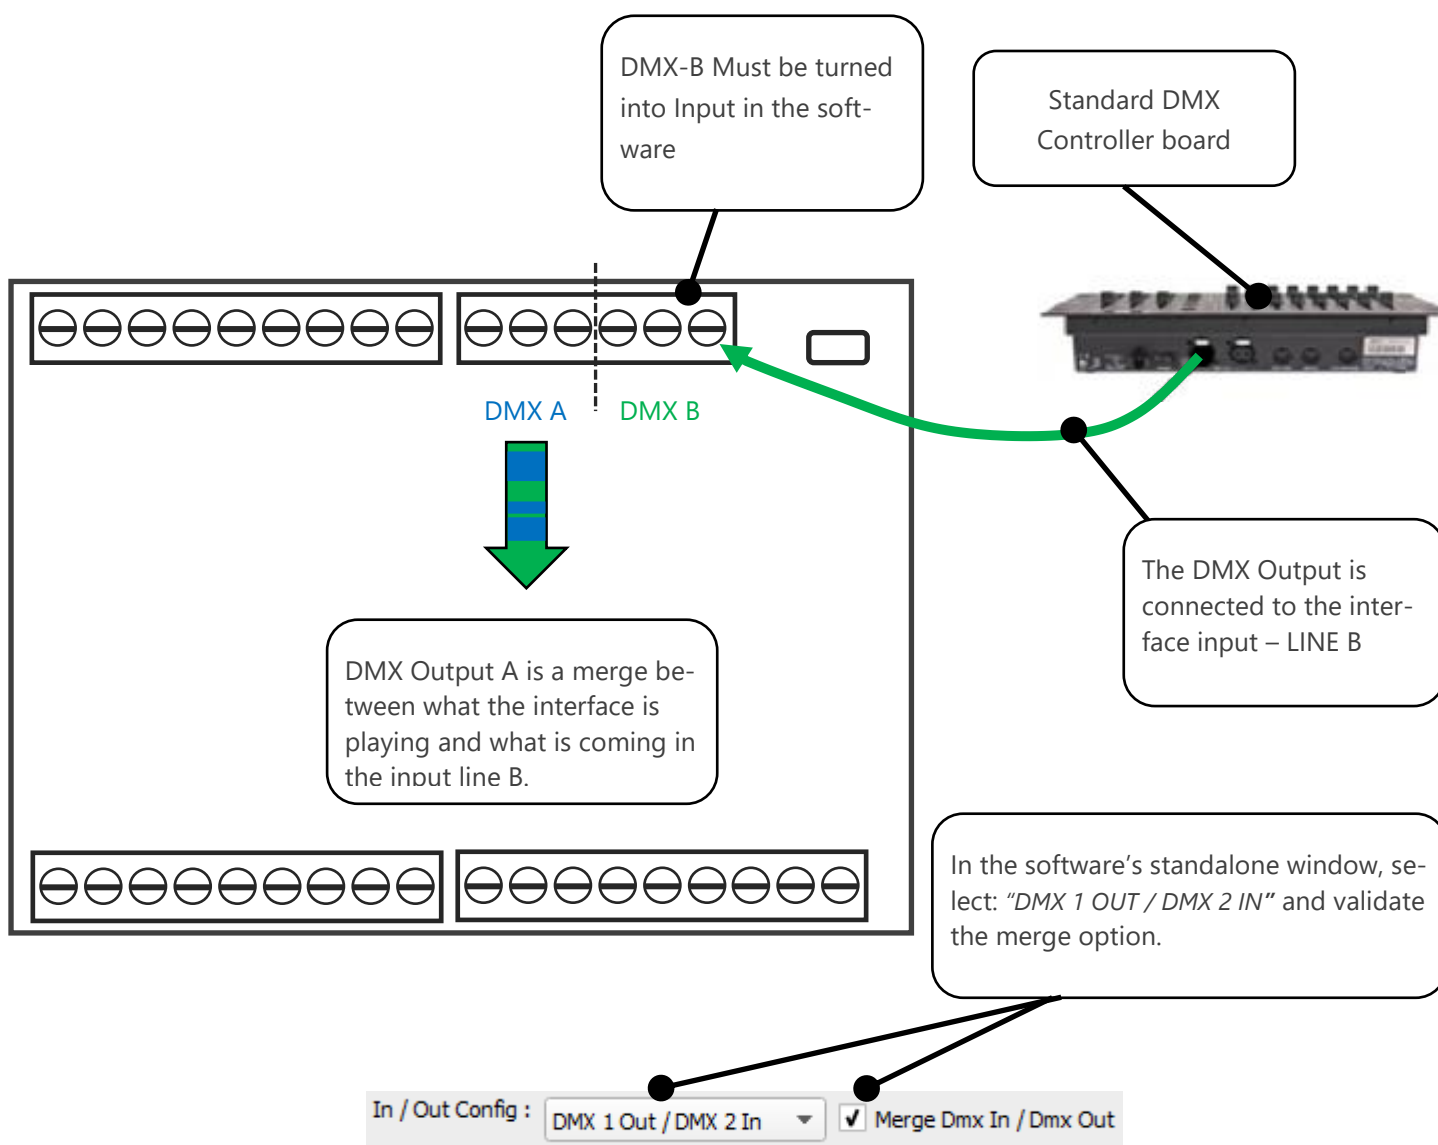 DMX-B Must be turned
into Input in the soft-
ware
Standard DMX
Controller board
DMX A
DMX B
The DMX Output is
connected to the inter-
face input – LINE B
DMX Output A is a merge be-
tween what the interface is
playing and what is coming in
the input line B.
In the software’s standalone window, se-
lect: “DMX 1 OUT / DMX 2 IN” and validate
the merge option.
In / Out Config :
DMX 1 Out / DMX 2 In
Merge Dmx In / Dmx Out